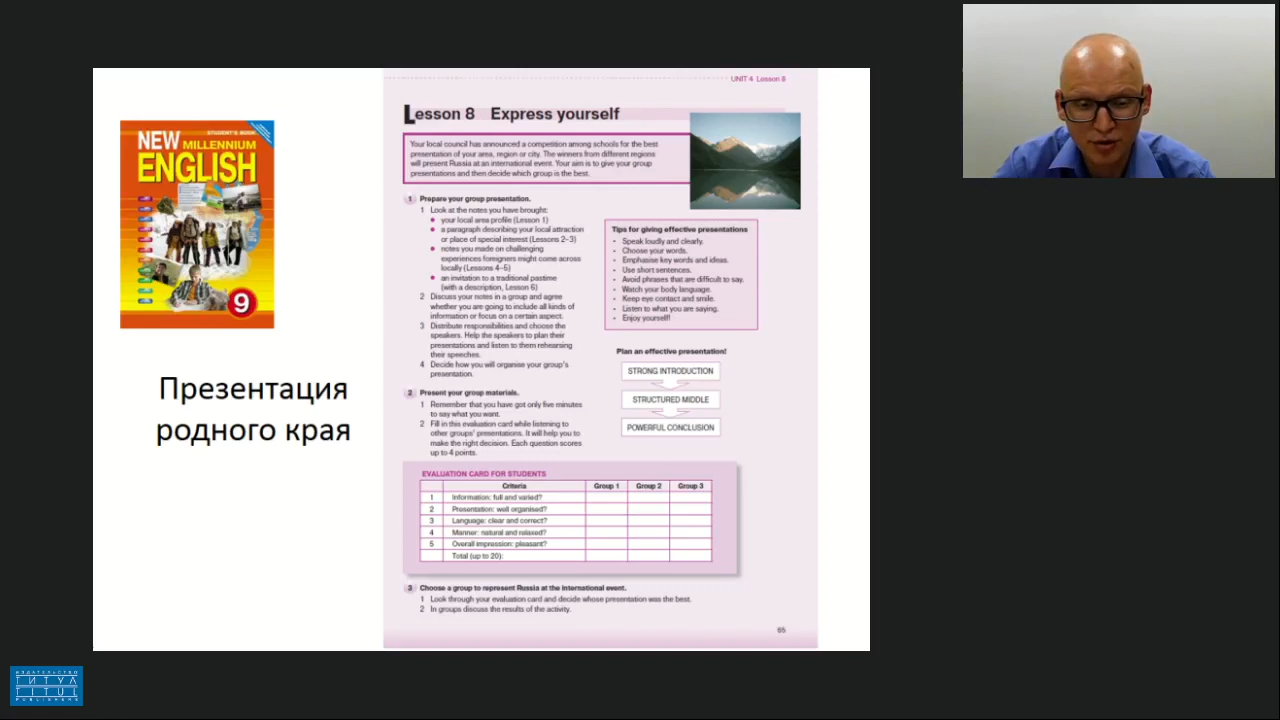 UNIT 4 Lesson 8
Lesson 8 Express yourself
Your local council has announced a competition among schools for the best
presentation of your area, region or city. The winners from different regions
will present Russia at an international event. Your aim is to give your group
presentations and then decide which group is the best.
NEW
STUDENT'S BOOK
MILLENNIUM
ENGLISH
9
Презентация
родного края
1 Prepare your group presentation.
1 Look at the notes you have brought:
• your local area profile (Lesson 1)
• a paragraph describing your local attraction
or place of special interest (Lessons 2–3)
• notes you made on challenging
experiences foreigners might come across
locally (Lessons 4–5)
• an invitation to a traditional pastime
(with a description, Lesson 6)
2 Discuss your notes in a group and agree
whether you are going to include all kinds of
information or focus on a certain aspect.
3 Distribute responsibilities and choose the
speakers. Help the speakers to plan their
presentations and listen to them rehearsing
their speeches.
4 Decide how you will organise your group's
presentation.
Tips for giving effective presentations
• Speak loudly and clearly.
• Choose your words.
• Emphasise key words and ideas.
• Use short sentences.
• Avoid phrases that are difficult to say.
• Watch your body language.
• Keep eye contact and smile.
• Listen to what you are saying.
• Enjoy yourself!
Plan an effective presentation!
STRONG INTRODUCTION
STRUCTURED MIDDLE
POWERFUL CONCLUSION
2 Present your group materials.
1 Remember that you have got only five minutes
to say what you want.
2 Fill in this evaluation card while listening to
other groups' presentations. It will help you to
make the right decision. Each question scores
up to 4 points.
EVALUATION CARD FOR STUDENTS
Criteria Group 1 Group 2 Group 3
1 Information: full and varied?
2 Presentation: well organised?
3 Language: clear and correct?
4 Manner: natural and relaxed?
5 Overall impression: pleasant?
Total (up to 20):
3 Choose a group to represent Russia at the international event.
1 Look through your evaluation card and decide whose presentation was the best.
2 In groups discuss the results of the activity.
65
ИЗДАТЕЛЬСТВО
ТИТУЛ
TITUL
PUBLISHERS